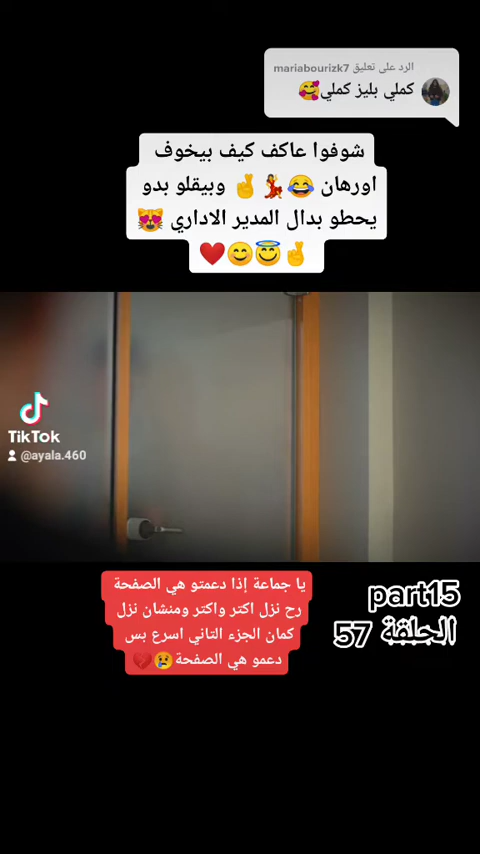 الرد على تعليق mariabourizk7
كملي بليز كملي🥰
شوفوا عاكف كيف بيخوف
اورهان 😂💃🤞 وبيقلو بدو
يحطو بدال المدير الاداري 😻
🤞😇😊❤️
TikTok
@ayala.460
يا جماعة إذا دعمتو هي الصفحة
رح نزل اكتر واكتر ومنشان نزل
كمان الجزء التاني اسرع بس
دعمو هي الصفحة😢💔
part15
الحلقة 57